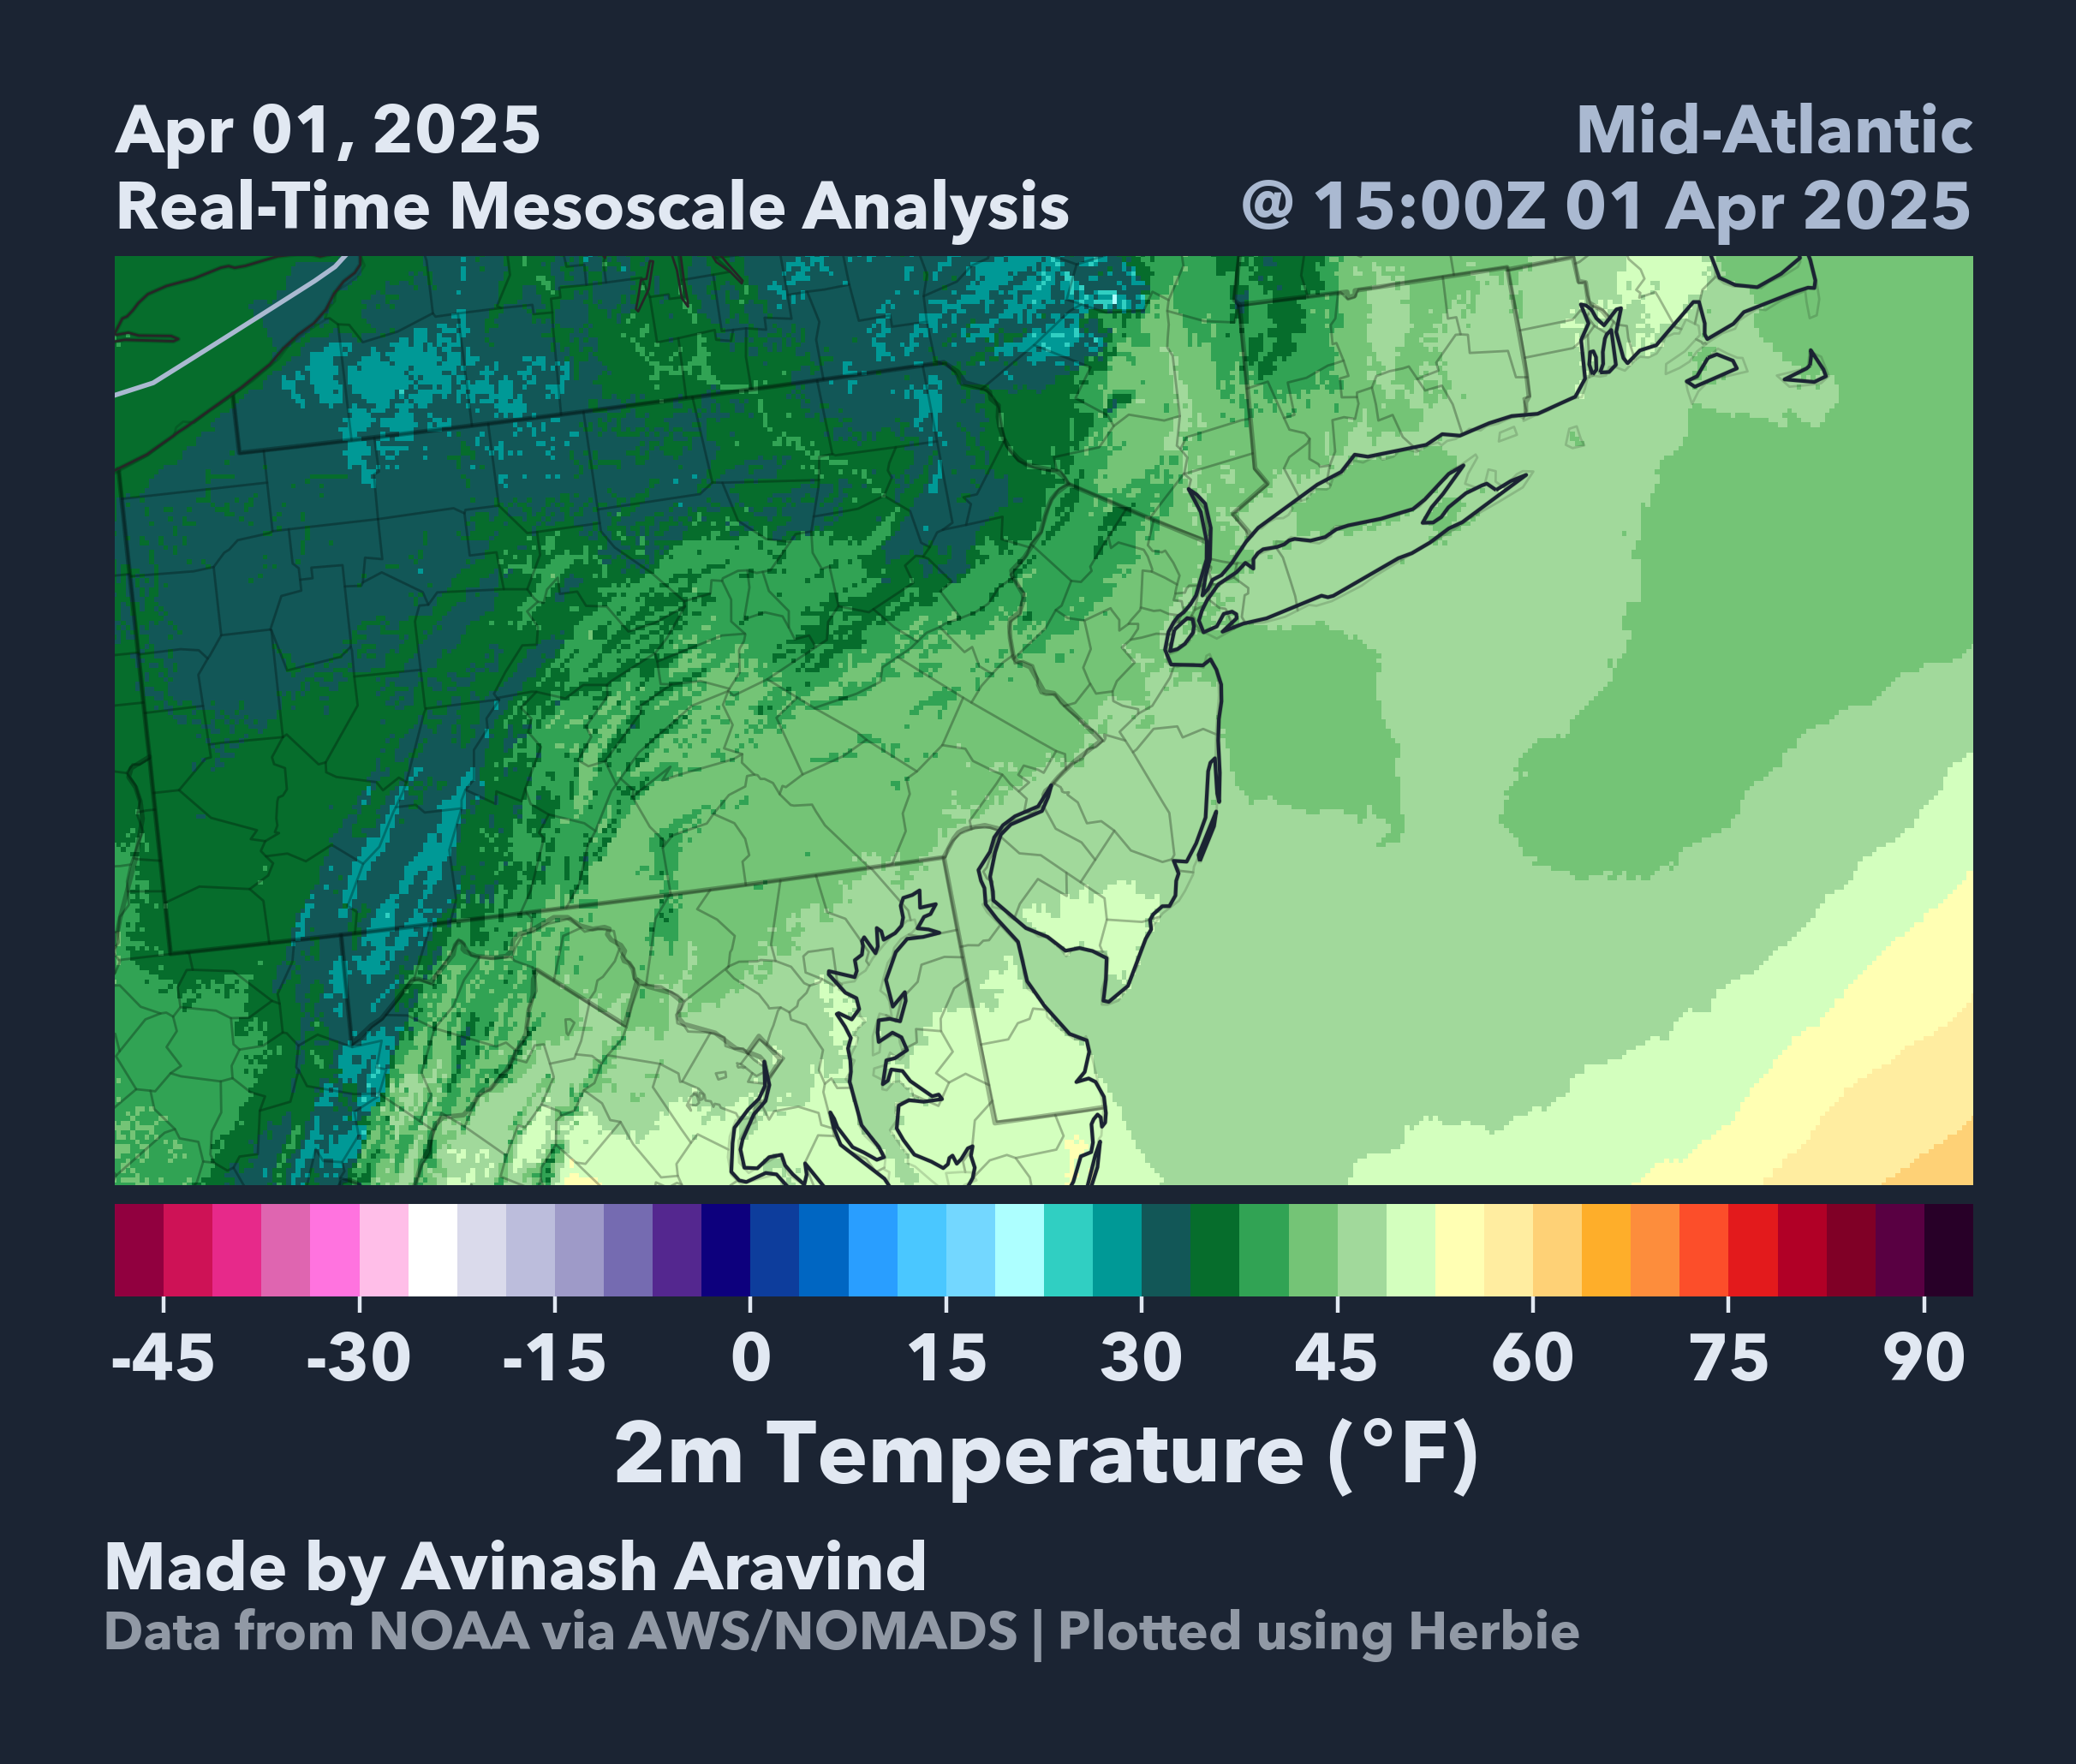 Apr 01, 2025
Real-Time Mesoscale Analysis
Mid-Atlantic
@ 15:00Z 01 Apr 2025
-45 -30 -15 0 15 30 45 60 75 90
2m Temperature (°F)
Made by Avinash Aravind
Data from NOAA via AWS/NOMADS | Plotted using Herbie